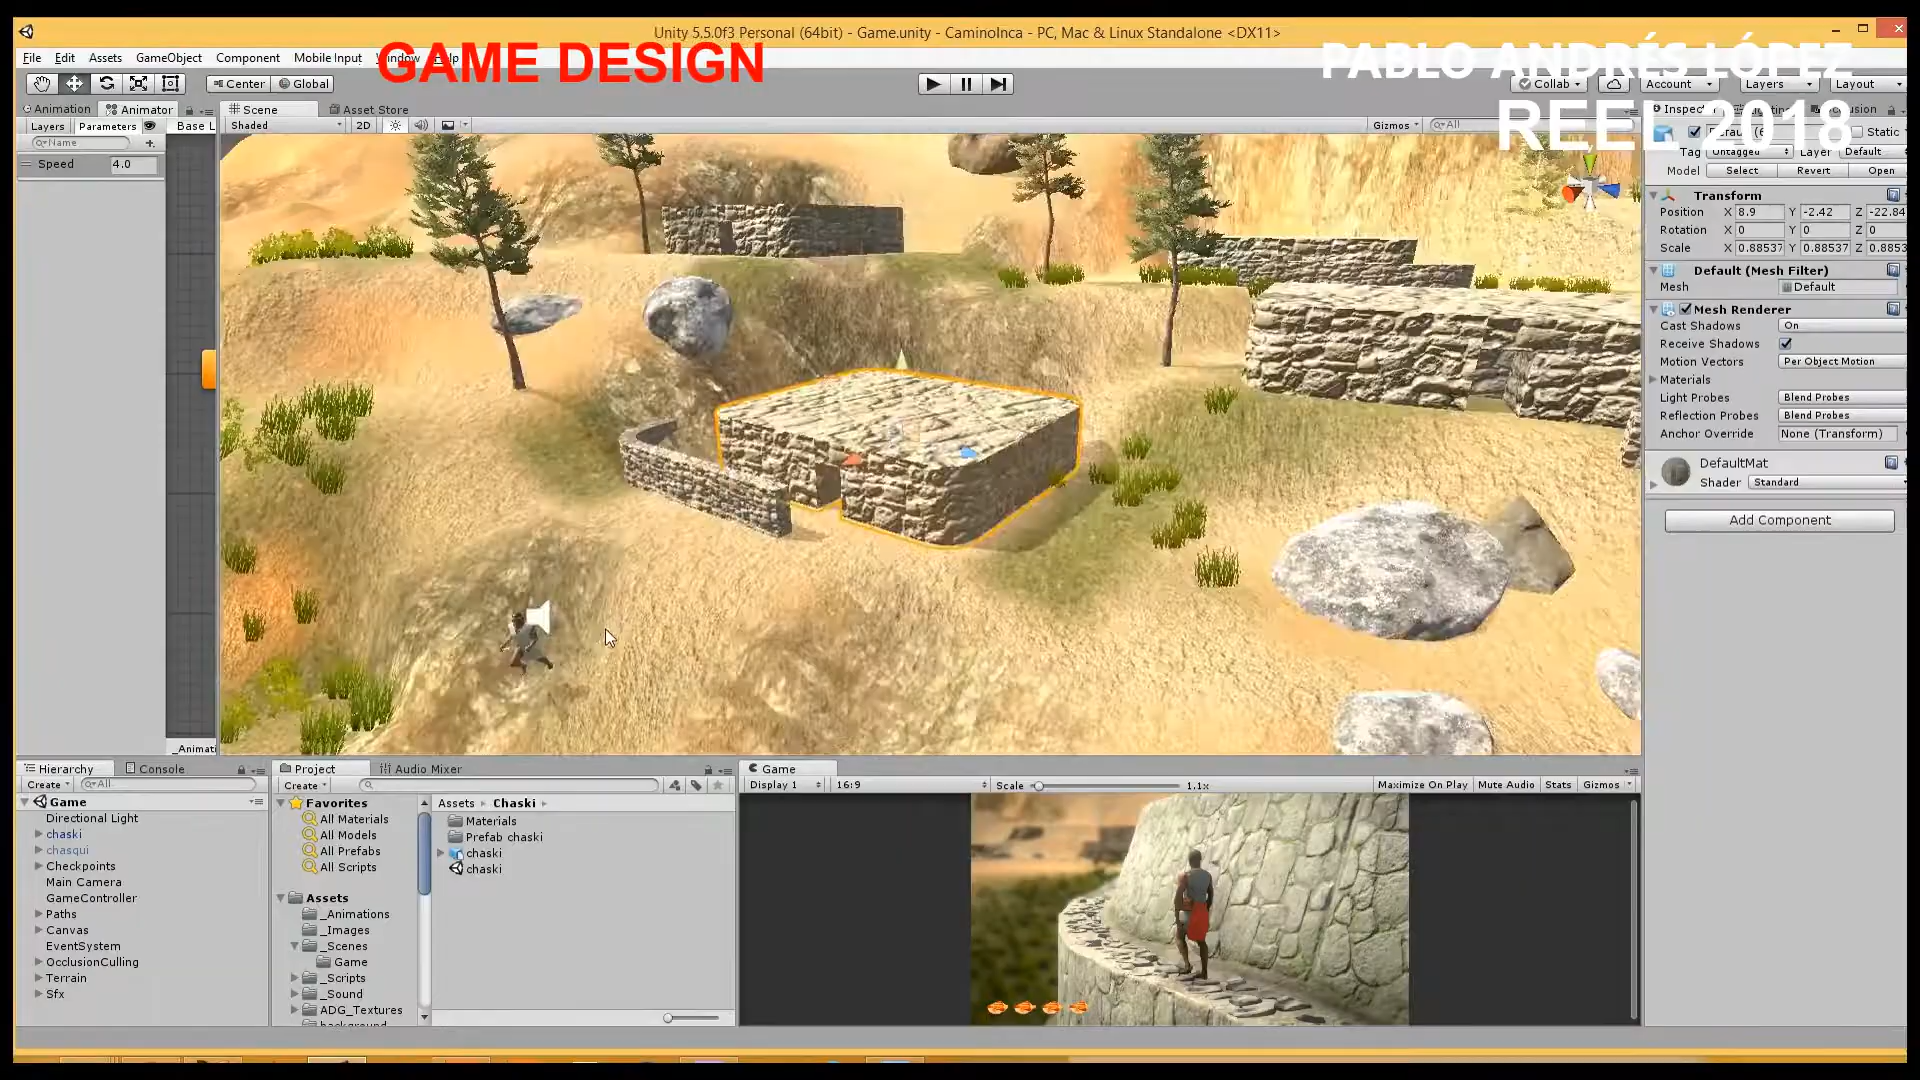 Unity 5.5.0f3 Personal (64bit) - Game.unity - CaminoInca - PC, Mac & Linux Standalone <DX11>
GAME DESIGN
PABLO ANDRÉS LÓPEZ
REEL 2018
File Edit Assets GameObject Component Mobile Input
Center Global
Collab Account Layers Layout
Animation Animator Scene Asset Store
Layers Parameters Base L Shaded 2D Gizmos All
Name
Speed 4.0
Static
Tag Untagged Layer Default
Model Select Revert Open
Transform
Position X 8.9 Y -2.42 Z -22.84
Rotation X 0 Y 0 Z 0
Scale X 0.88537 Y 0.88537 Z 0.8853
Default (Mesh Filter)
Mesh Default
Mesh Renderer
Cast Shadows On
Receive Shadows
Motion Vectors Per Object Motion
Materials
Light Probes Blend Probes
Reflection Probes Blend Probes
Anchor Override None (Transform)
DefaultMat
Shader Standard
Add Component
_Animati
Hierarchy Console
Create All
Game
Directional Light
chaski
chasqui
Checkpoints
Main Camera
GameController
Paths
Canvas
EventSystem
OcclusionCulling
Terrain
Sfx
Project Audio Mixer
Create
Favorites
All Materials
All Models
All Prefabs
All Scripts
Assets
_Animations
_Images
_Scenes
Game
_Scripts
_Sound
ADG_Textures
background
Assets Chaski
Materials
Prefab chaski
chaski
chaski
Game
Display 1 16:9 Scale 1.1x Maximize On Play Mute Audio Stats Gizmos